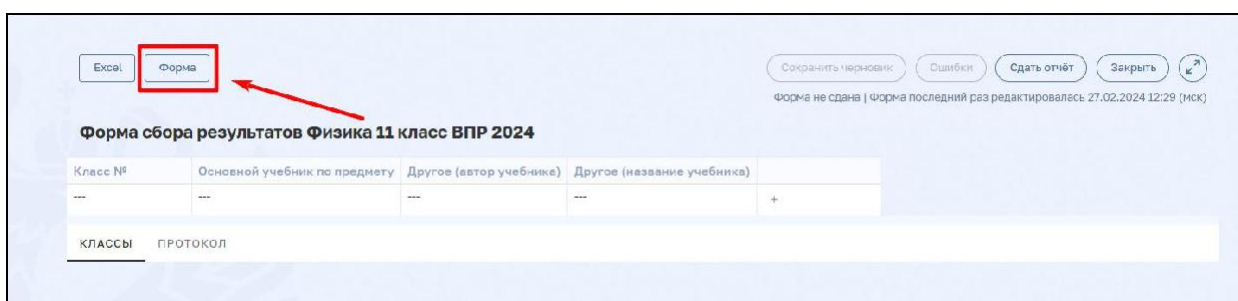 Excel Форма Сохранить черновик Ошибки Сдать отчёт Закрыть
Форма не сдана | Форма последний раз редактировалась 27.02.2024 12:29 (мск)
Форма сбора результатов Физика 11 класс ВПР 2024
Класс № Основной учебник по предмету Другое (автор учебника) Другое (название учебника)
--- --- --- --- +
КЛАССЫ ПРОТОКОЛ